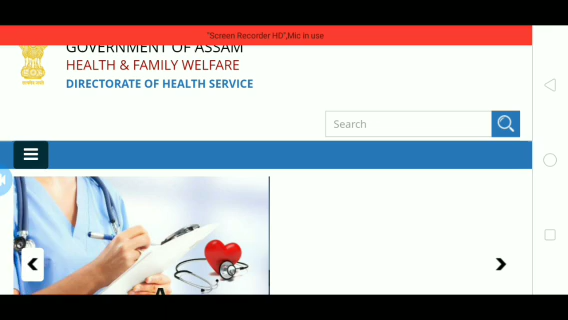 "Screen Recorder HD",Mic in use
GOVERNMENT OF ASSAM
HEALTH & FAMILY WELFARE
DIRECTORATE OF HEALTH SERVICE
Search
A